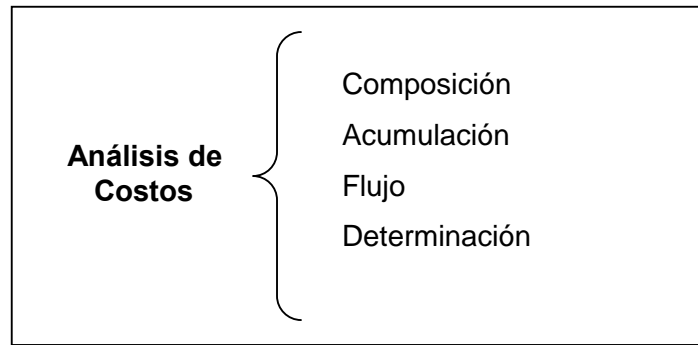 Análisis de
Costos
Composición
Acumulación
Flujo
Determinación